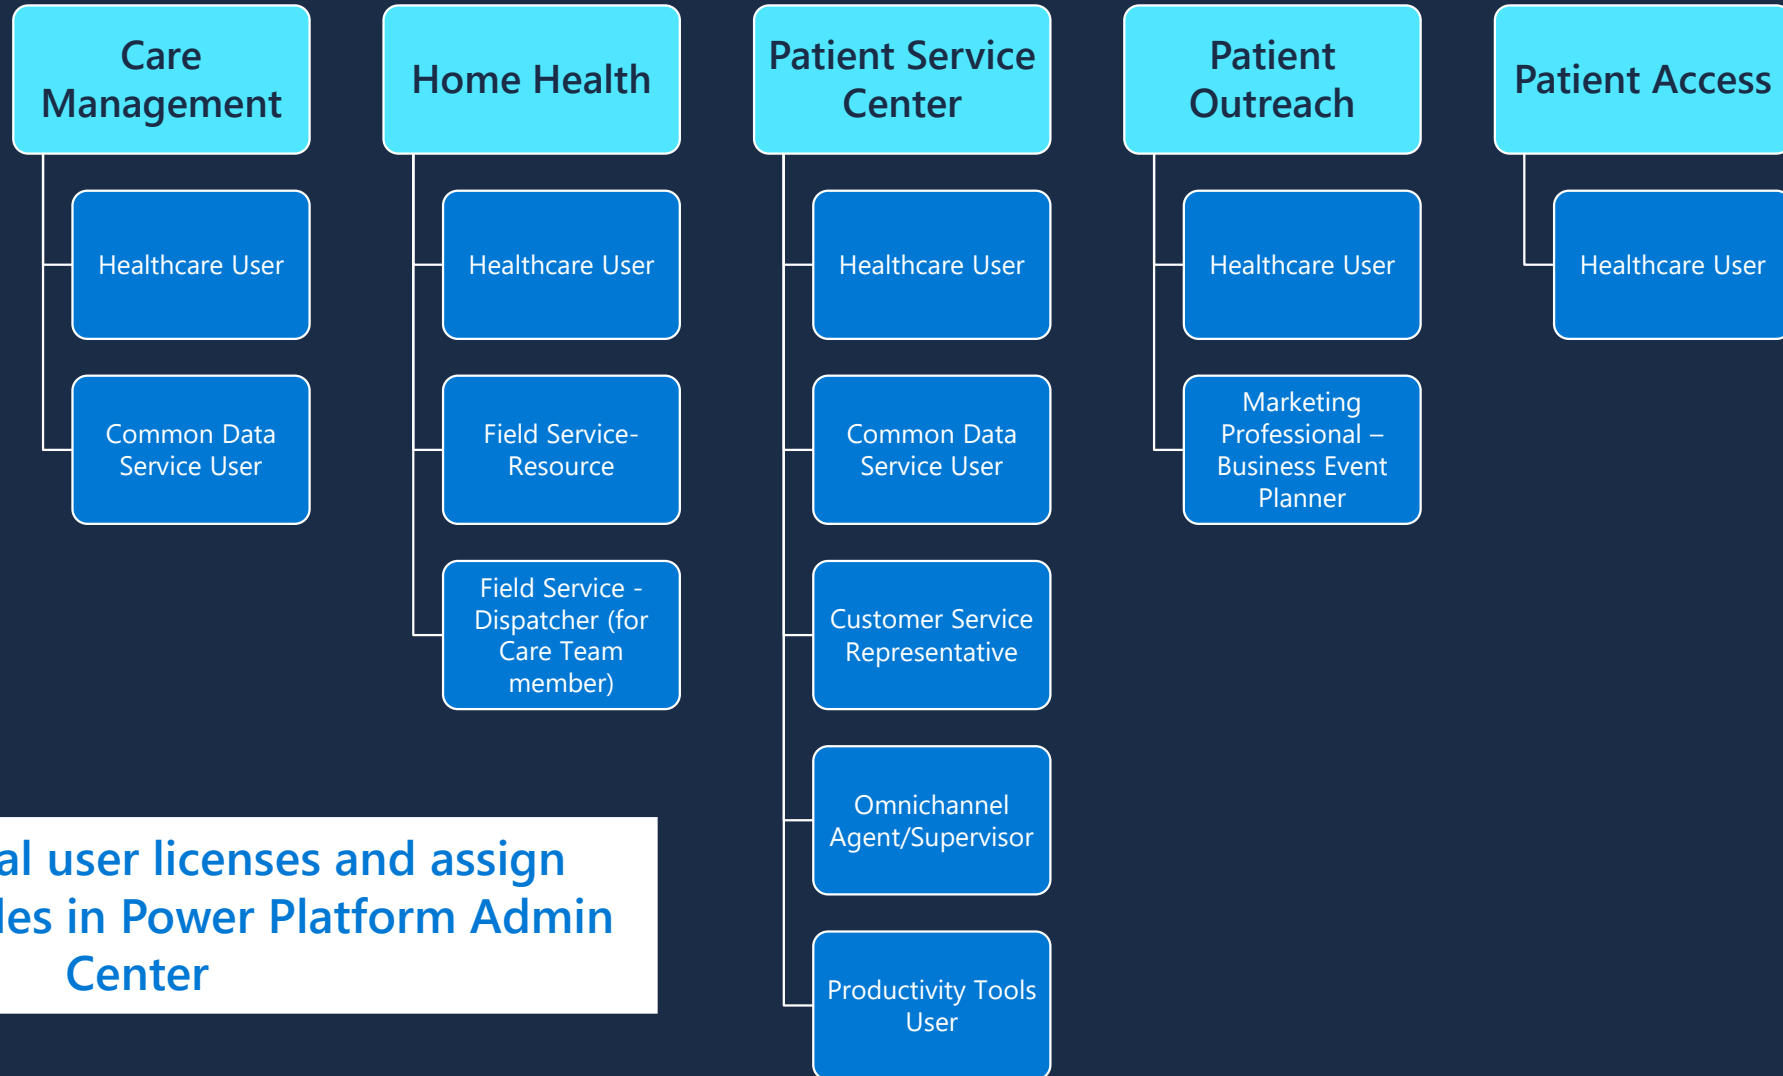 Care
Management
Healthcare User
Common Data
Service User
Home Health
Healthcare User
Field Service-
Resource
Field Service -
Dispatcher (for
Care Team
member)
Patient Service
Center
Healthcare User
Common Data
Service User
Customer Service
Representative
Omnichannel
Agent/Supervisor
Productivity Tools
User
Patient
Outreach
Healthcare User
Marketing
Professional –
Business Event
Planner
Patient Access
Healthcare User
user licenses and assign
in Power Platform Admin
Center